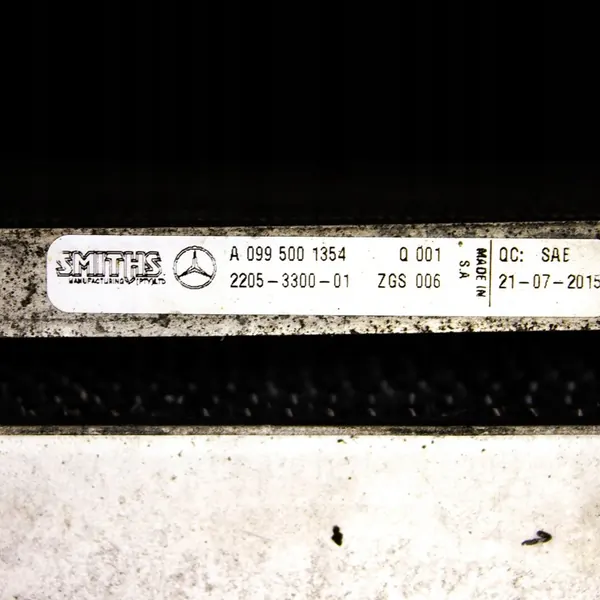 SMITHS
MANUFACTURING (PTY)LTD
A 099 500 1354 Q 001
2205-3300-01 ZGS 006
MADE IN
S.A
QC: SAE
21-07-2015